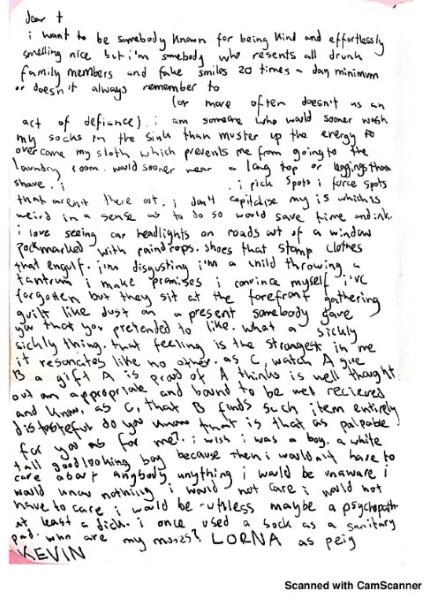 dear t
i want to be somebody known for being kind and effortlessly
smelling nice but i'm somebody who resents all drunk
family members and fake smiles 20 times a day minimum
or doesn't always remember to
(or more often doesn't as an
act of defiance). i am someone who would sooner wash
my socks in the sink than muster up the energy to
overcome my sloth which prevents me from going to the
laundry room. would sooner wear a long top or leggings than
shave. i i pick spots i force spots
that aren't there out. i don't capitalise my is which is
weird in a sense as to do so would save time and ink.
i love seeing car headlights on roads out of a window
pockmarked with raindrops. shoes that stomp clothes
that engulf. i'm disgusting i'm a child throwing a
tantrum i make promises i convince myself i've
forgotten but they sit at the forefront gathering
guilt like dust on a present somebody gave
you that you pretended to like. what a sickly
sickly thing. that feeling is the strongest in me
it resonates like no other. as C, watch A give
B a gift A is proud of A thinks is well thought
out an appropriate and bound to be wel recieved
and know, as C, that B finds such item entirely
distasteful do you know that is that as palpable
for you as for me?. i wish i was a boy. a white
tall goodlooking boy because then i wouldn't have to
care about anybody. anything i would be unaware i
would know nothing i would not care i would not
have to care i would be ruthless maybe a psychopath
at least a dick. i once used a sock as a sanitary
pad. who are my muses? LORNA as peig
KEVIN
Scanned with CamScanner